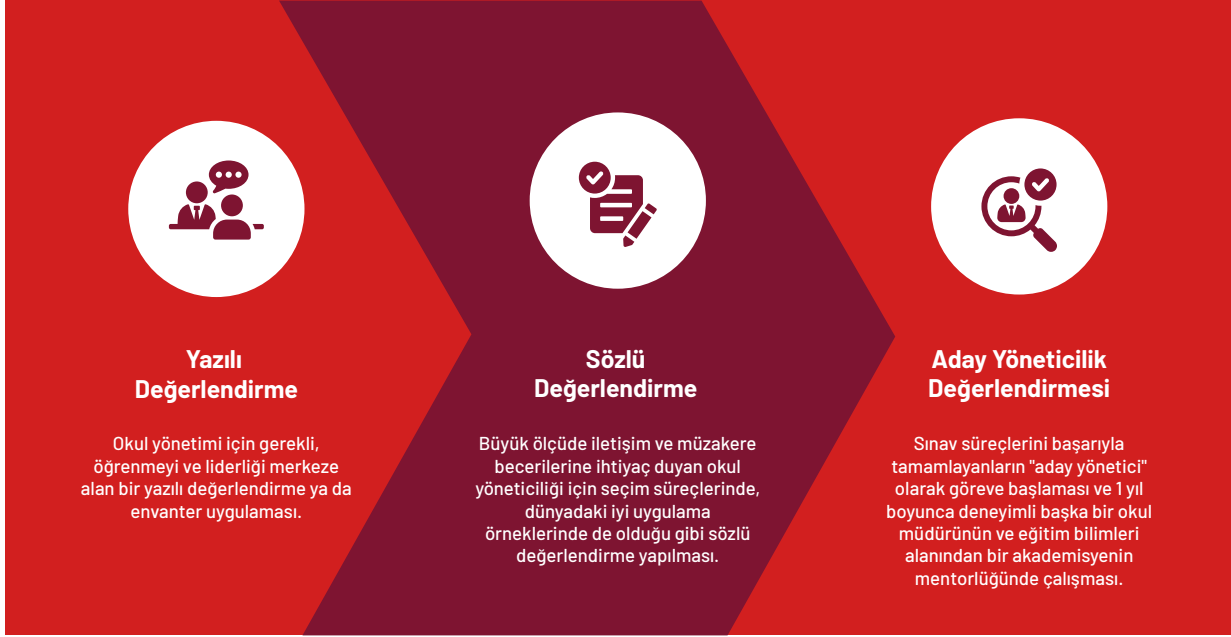 Yazılı
Değerlendirme
Okul yönetimi için gerekli,
öğrenmeyi ve liderliği merkeze
alan bir yazılı değerlendirme ya da
envanter uygulaması.
Sözlü
Değerlendirme
Büyük ölçüde iletişim ve müzakere
becerilerine ihtiyaç duyan okul
yöneticiliği için seçim süreçlerinde,
dünyadaki iyi uygulama
örneklerinde de olduğu gibi sözlü
değerlendirme yapılması.
Aday Yöneticilik
Değerlendirmesi
Sınav süreçlerini başarıyla
tamamlayanların "aday yönetici"
olarak göreve başlaması ve 1 yıl
boyunca deneyimli başka bir okul
müdürünün ve eğitim bilimleri
alanından bir akademisyenin
mentorlüğünde çalışması.